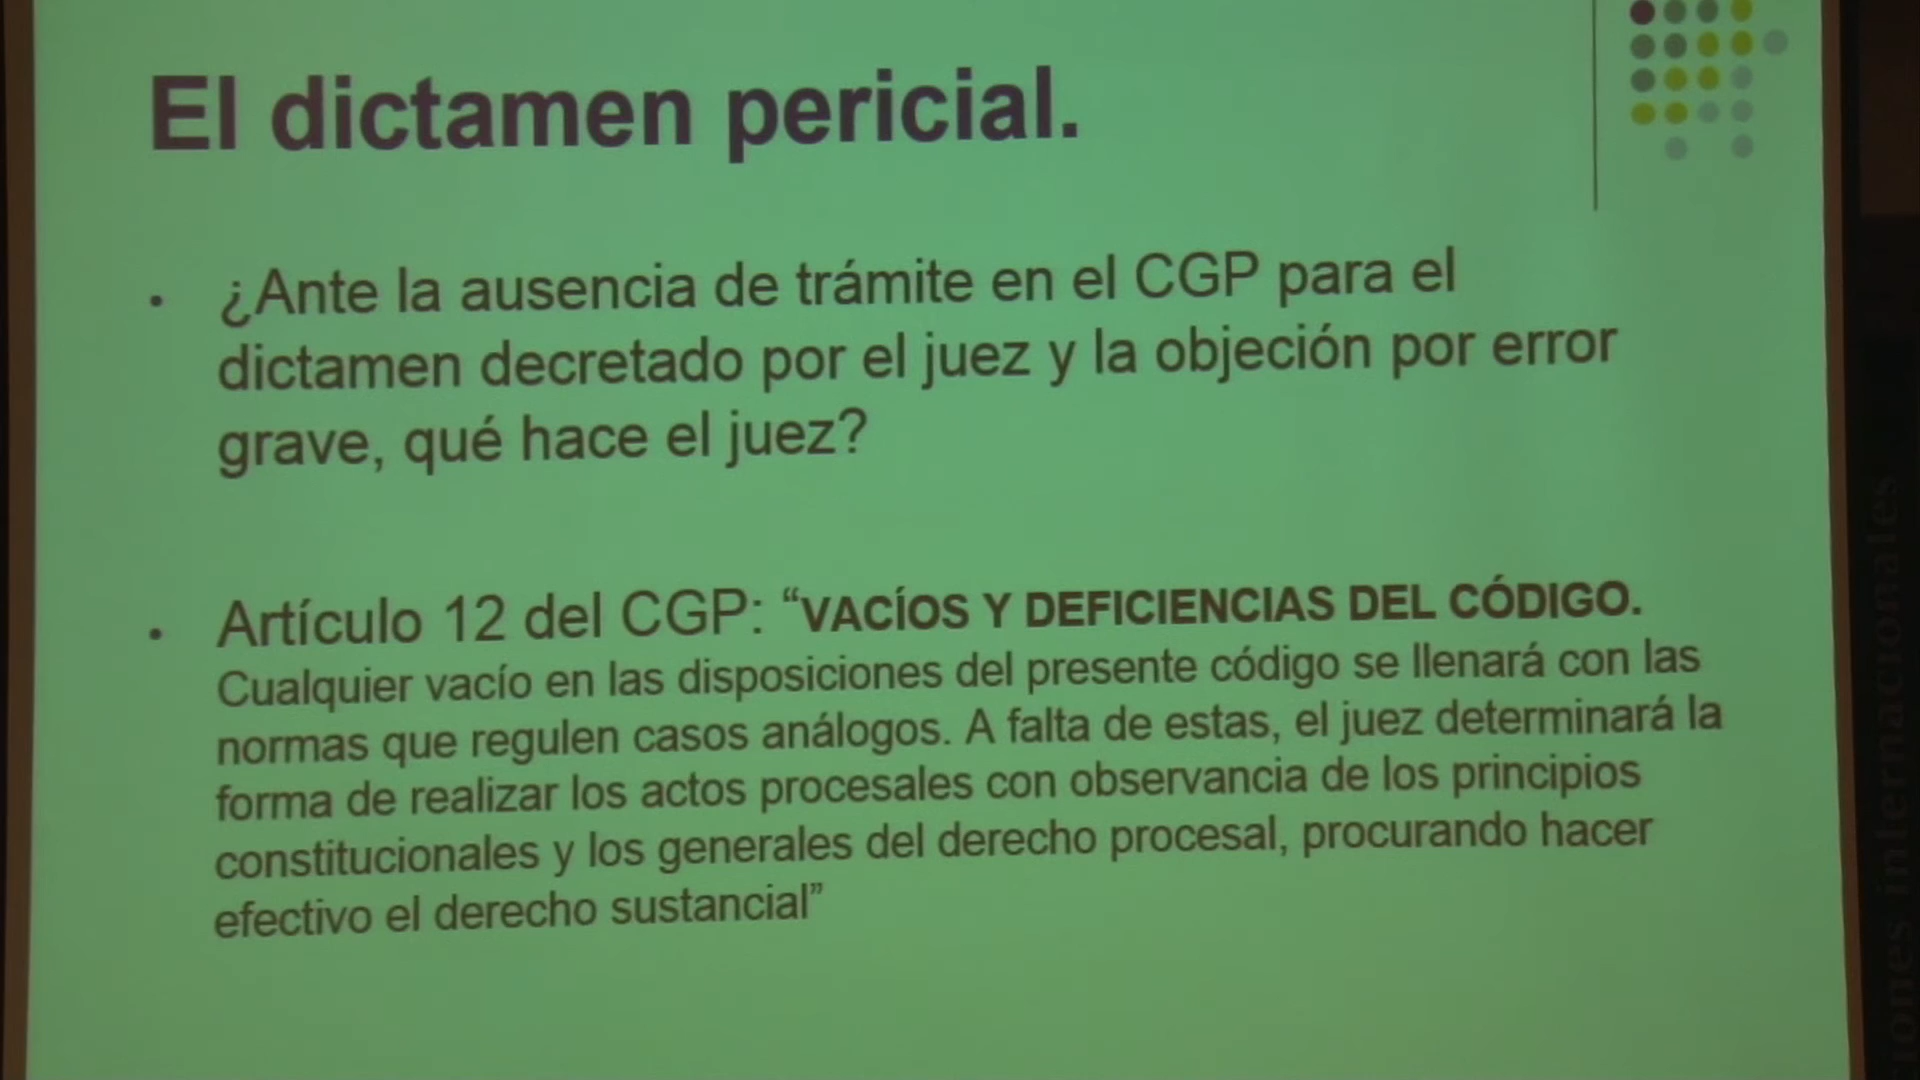 El dictamen pericial.
• ¿Ante la ausencia de trámite en el CGP para el
dictamen decretado por el juez y la objeción por error
grave, qué hace el juez?
• Artículo 12 del CGP: “VACÍOS Y DEFICIENCIAS DEL CÓDIGO.
Cualquier vacío en las disposiciones del presente código se llenará con las
normas que regulen casos análogos. A falta de estas, el juez determinará la
forma de realizar los actos procesales con observancia de los principios
constitucionales y los generales del derecho procesal, procurando hacer
efectivo el derecho sustancial”
iones internacionales